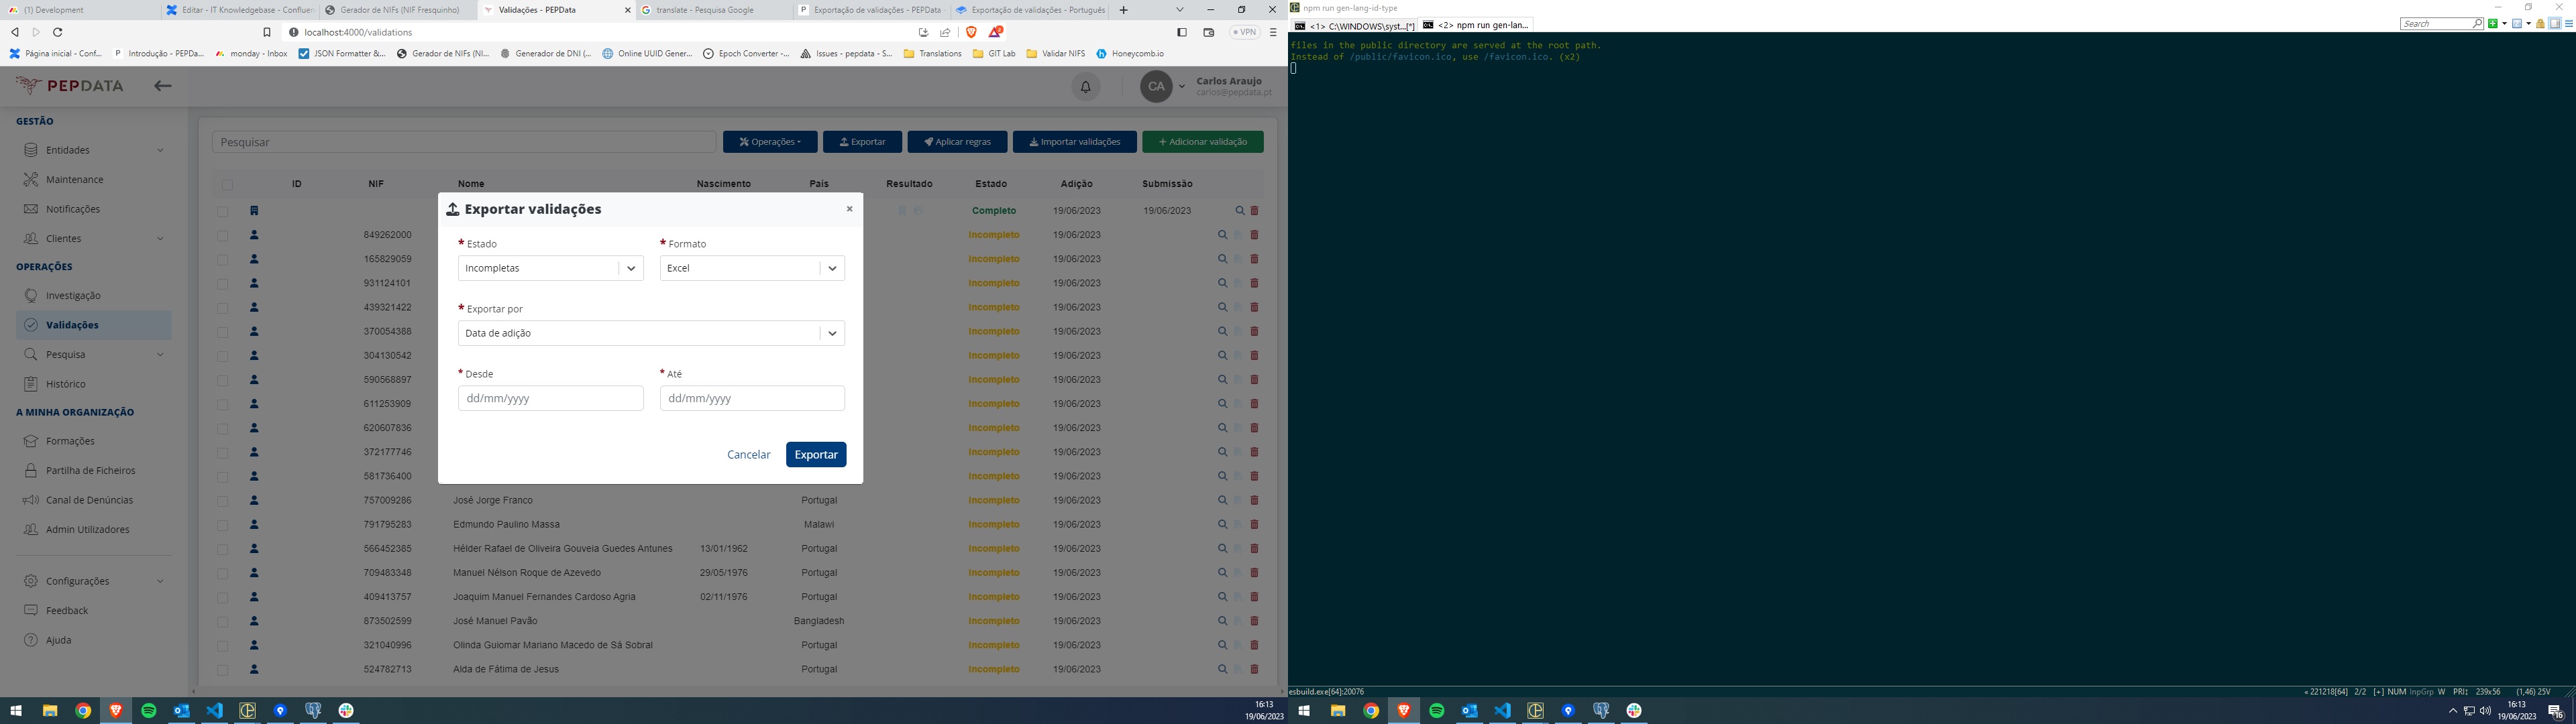 (1) Development
Editar - IT Knowledgebase - Confluen
Gerador de NIFs (NIF Fresquinho)
Validações - PEPData
translate - Pesquisa Google
Exportação de validações - PEPData
Exportação de validações - Português
localhost:4000/validations
VPN
Página inicial - Conf...
Introdução - PEPDa...
monday - Inbox
JSON Formatter &...
Gerador de NIFs (NI...
Generador de DNI (...
Online UUID Gener...
Epoch Converter -...
Issues - pepdata - S...
Translations
GIT Lab
Validar NIFS
Honeycomb.io
PEPDATA
CA
Carlos Araujo
carlos@pepdata.pt
GESTÃO
Entidades
Maintenance
Notificações
Clientes
OPERAÇÕES
Investigação
Validações
Pesquisa
Histórico
A MINHA ORGANIZAÇÃO
Formações
Partilha de Ficheiros
Canal de Denúncias
Admin Utilizadores
Configurações
Feedback
Ajuda
Pesquisar
Operações
Exportar
Aplicar regras
Importar validações
+ Adicionar validação
ID NIF Nome Nascimento País Resultado Estado Adição Submissão
Completo 19/06/2023 19/06/2023
849262000 Incompleto 19/06/2023
165829059 Incompleto 19/06/2023
931124101 Incompleto 19/06/2023
439321422 Incompleto 19/06/2023
370054388 Incompleto 19/06/2023
304130542 Incompleto 19/06/2023
590568897 Incompleto 19/06/2023
611253909 Incompleto 19/06/2023
620607836 Incompleto 19/06/2023
372177746 Incompleto 19/06/2023
581736400 Incompleto 19/06/2023
757009286 José Jorge Franco Portugal Incompleto 19/06/2023
791795283 Edmundo Paulino Massa Malawi Incompleto 19/06/2023
566452385 Hélder Rafael de Oliveira Gouveia Guedes Antunes 13/01/1962 Portugal Incompleto 19/06/2023
709483348 Manuel Nélson Roque de Azevedo 29/05/1976 Portugal Incompleto 19/06/2023
409413757 Joaquim Manuel Fernandes Cardoso Agria 02/11/1976 Portugal Incompleto 19/06/2023
873502599 José Manuel Pavão Bangladesh Incompleto 19/06/2023
321040996 Olinda Guiomar Mariano Macedo de Sá Sobral Portugal Incompleto 19/06/2023
524782713 Alda de Fátima de Jesus Portugal Incompleto 19/06/2023
Exportar validações
* Estado
Incompletas
* Formato
Excel
* Exportar por
Data de adição
* Desde
dd/mm/yyyy
* Até
dd/mm/yyyy
Cancelar
Exportar
16:13
19/06/2023
npm run gen-lang-id-type
<1> C:\WINDOWS\syst...[*]
<2> npm run gen-lan...
Search
files in the public directory are served at the root path.
Instead of /public/favicon.ico, use /favicon.ico. (x2)
esbuild.exe[64]:20076
« 221218[64] 2/2 [+] NUM InpGrp W PRI↕ 239x56 (1,46) 25V
16:13
19/06/2023